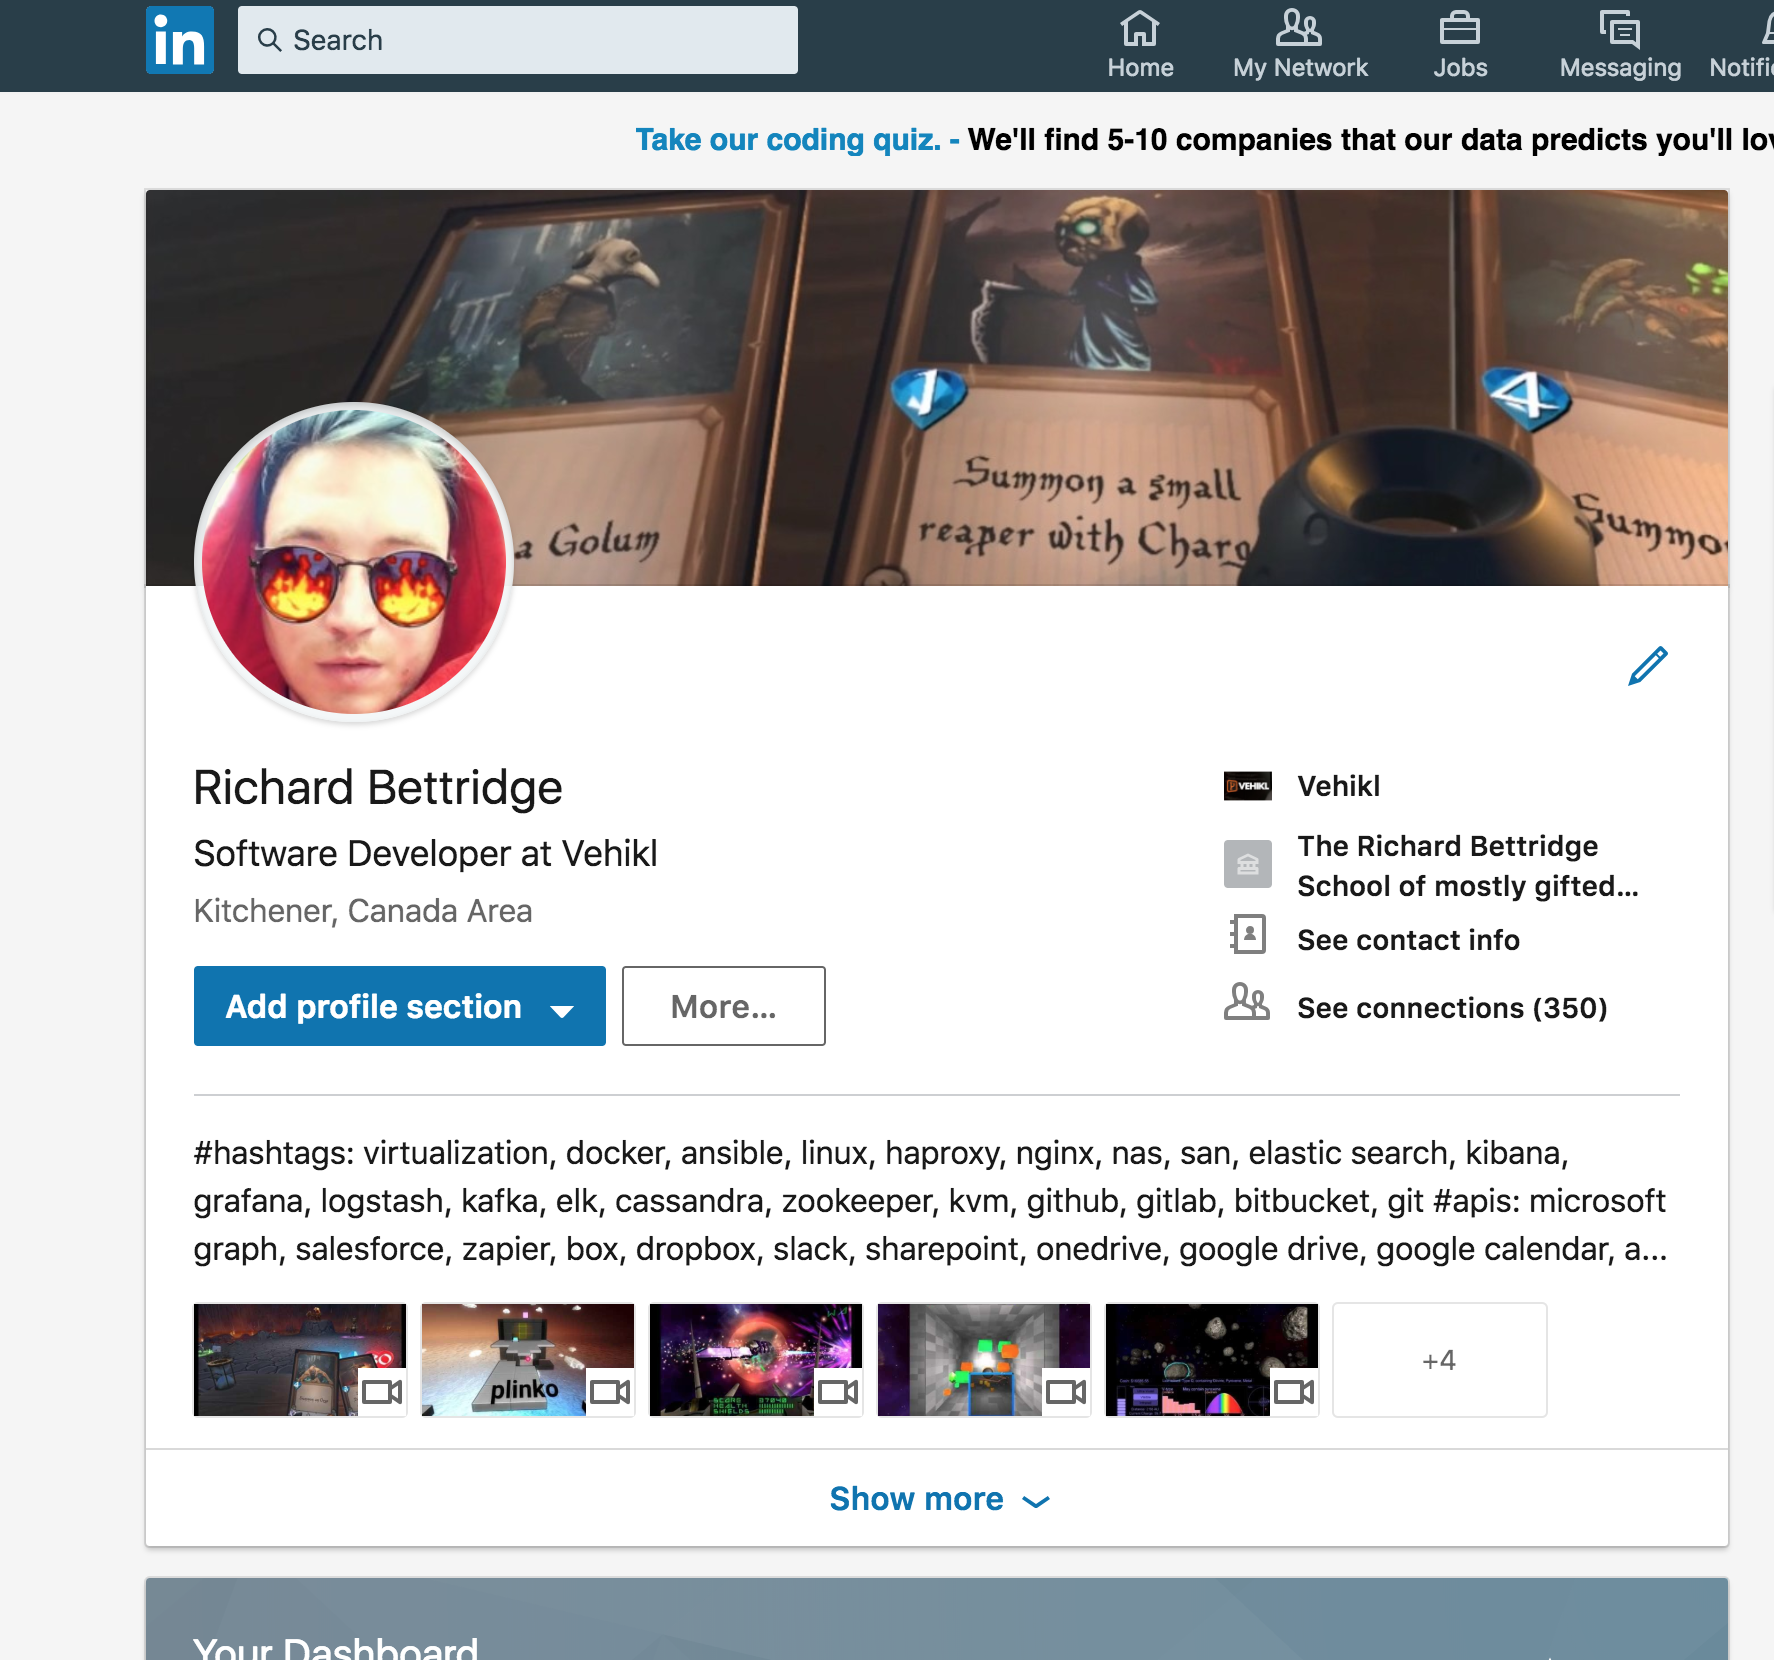 in
Search
Home
My Network
Jobs
Messaging
Take our coding quiz. - We'll find 5-10 companies that our data predicts you'll
1
4
Summon a small
reaper with
a Golum
Richard Bettridge
Software Developer at Vehikl
Kitchener, Canada Area
Add profile section
More...
VEHIKL
Vehikl
The Richard Bettridge
School of mostly gifted...
See contact info
See connections (350)
#hashtags: virtualization, docker, ansible, linux, haproxy, nginx, nas, san, elastic search, kibana,
grafana, logstash, kafka, elk, cassandra, zookeeper, kvm, github, gitlab, bitbucket, git #apis: microsoft
graph, salesforce, zapier, box, dropbox, slack, sharepoint, onedrive, google drive, google calendar, a...
plinko
SCORE
HEALTH
SHIELDS
+4
Show more
Your Dashboard